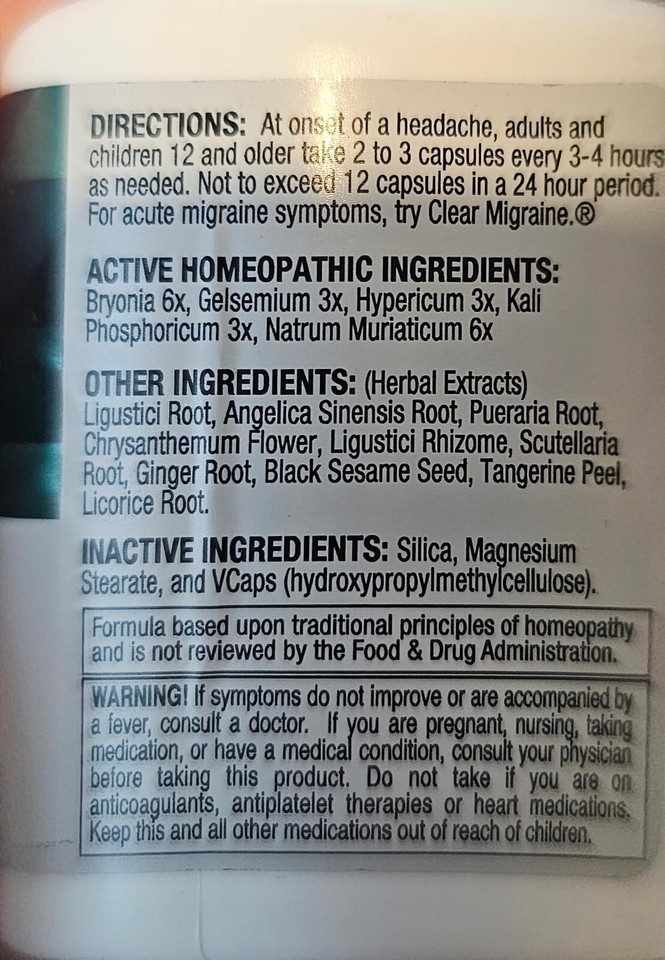 DIRECTIONS: At onset of a headache, adults and
children 12 and older take 2 to 3 capsules every 3-4 hours
as needed. Not to exceed 12 capsules in a 24 hour period.
For acute migraine symptoms, try Clear Migraine.®
ACTIVE HOMEOPATHIC INGREDIENTS:
Bryonia 6x, Gelsemium 3x, Hypericum 3x, Kali
Phosphoricum 3x, Natrum Muriaticum 6x
OTHER INGREDIENTS: (Herbal Extracts)
Ligustici Root, Angelica Sinensis Root, Pueraria Root,
Chrysanthemum Flower, Ligustici Rhizome, Scutellaria
Root, Ginger Root, Black Sesame Seed, Tangerine Peel,
Licorice Root.
INACTIVE INGREDIENTS: Silica, Magnesium
Stearate, and VCaps (hydroxypropylmethylcellulose).
Formula based upon traditional principles of homeopathy
and is not reviewed by the Food & Drug Administration.
WARNING! If symptoms do not improve or are accompanied by
a fever, consult a doctor. If you are pregnant, nursing, taking
medication, or have a medical condition, consult your physician
before taking this product. Do not take if you are on
anticoagulants, antiplatelet therapies or heart medications.
Keep this and all other medications out of reach of children.